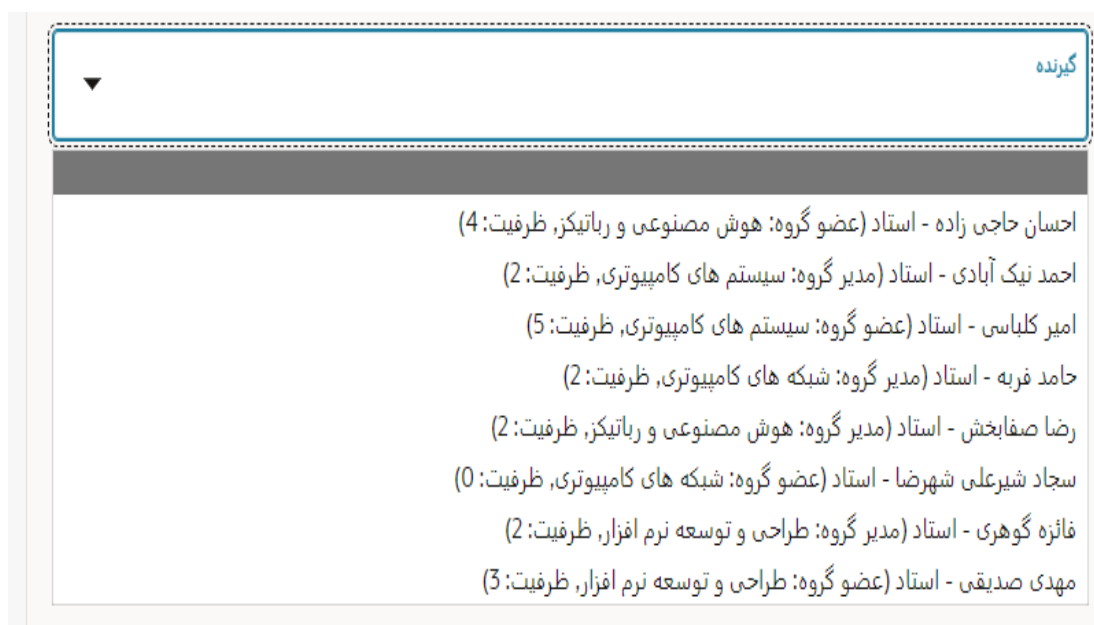 گیرنده
احسان حاجی زاده - استاد (عضو گروه: هوش مصنوعی و رباتیکز, ظرفیت: 4)
احمد نیک آبادی - استاد (مدیر گروه: سیستم های کامپیوتری, ظرفیت: 2)
امیر کلباسی - استاد (عضو گروه: سیستم های کامپیوتری, ظرفیت: 5)
حامد فربه - استاد (مدیر گروه: شبکه های کامپیوتری, ظرفیت: 2)
رضا صفابخش - استاد (مدیر گروه: هوش مصنوعی و رباتیکز, ظرفیت: 2)
سجاد شیرعلی شهرضا - استاد (عضو گروه: شبکه های کامپیوتری, ظرفیت: 0)
فائزه گوهری - استاد (مدیر گروه: طراحی و توسعه نرم افزار, ظرفیت: 2)
مهدی صدیقی - استاد (عضو گروه: طراحی و توسعه نرم افزار, ظرفیت: 3)